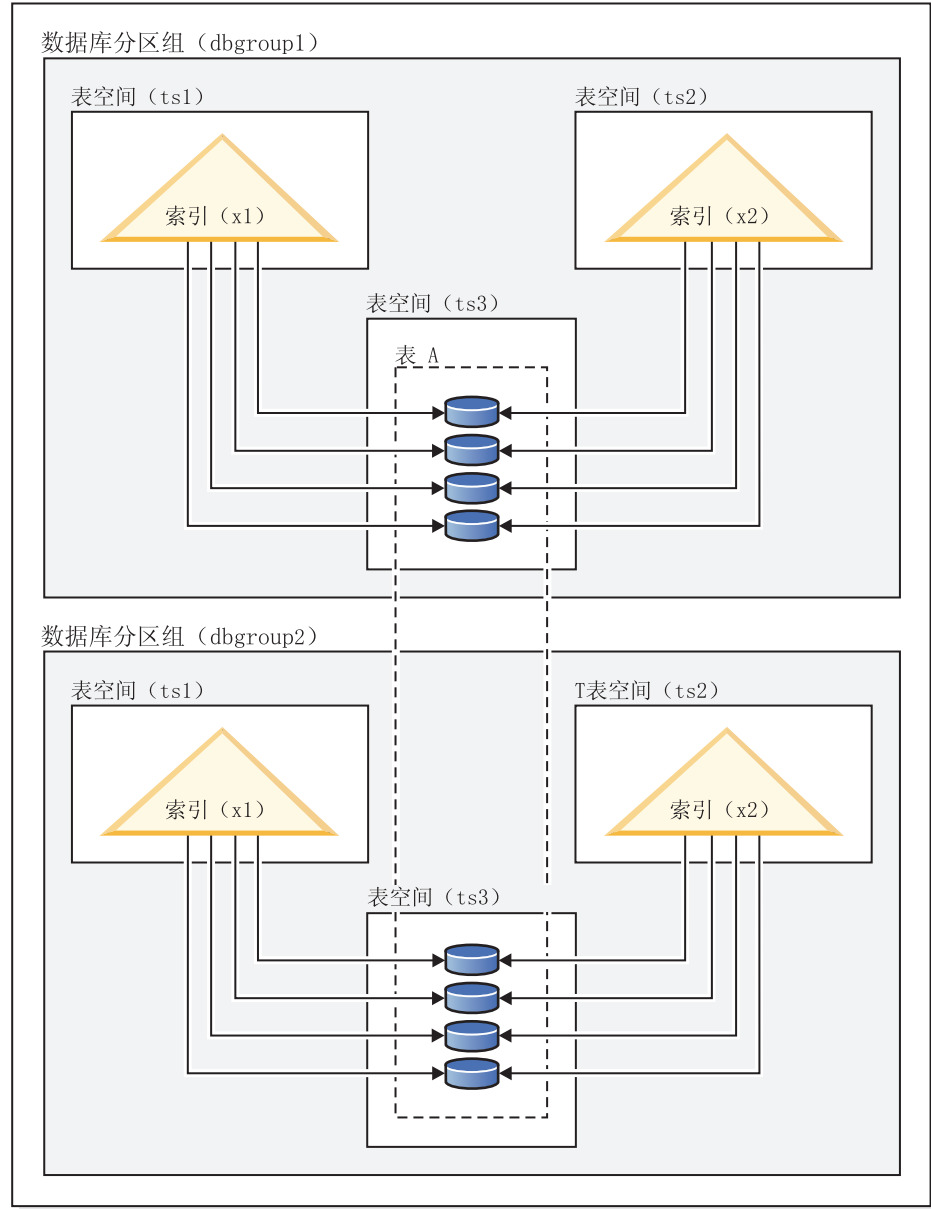 数据库分区组（dbgroup1）
表空间（ts1）
表空间（ts2）
索引（x1）
索引（x2）
表空间（ts3）
表 A
数据库分区组（dbgroup2）
表空间（ts1）
T表空间（ts2）
索引（x1）
索引（x2）
表空间（ts3）